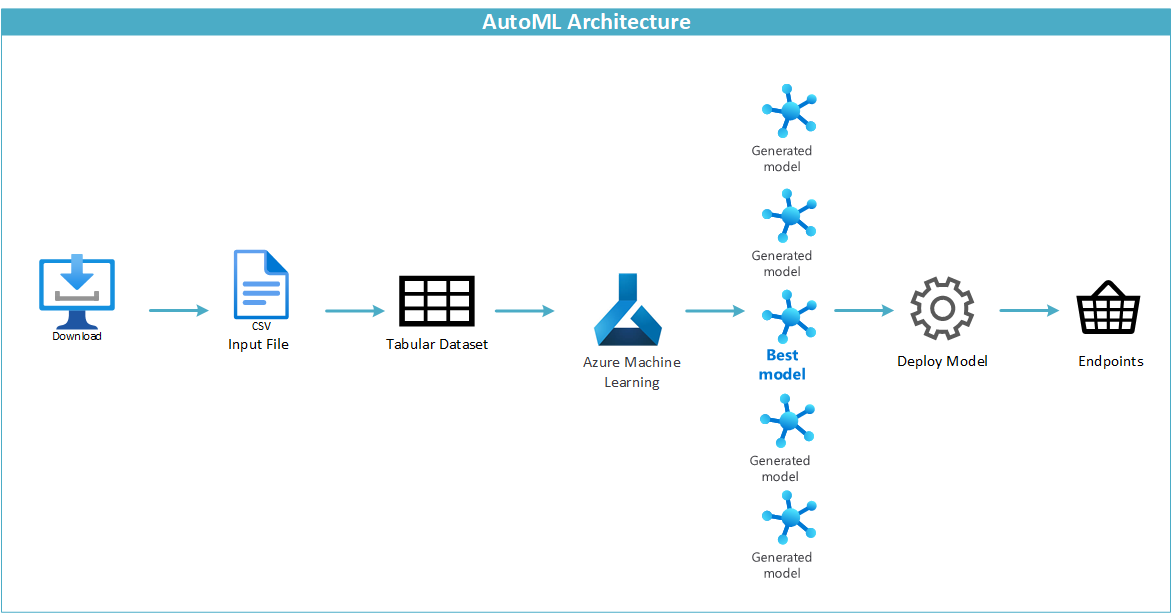 AutoML Architecture
Download
CSV
Input File
Tabular Dataset
Azure Machine
Learning
Generated
model
Generated
model
Best
model
Generated
model
Generated
model
Deploy Model
Endpoints